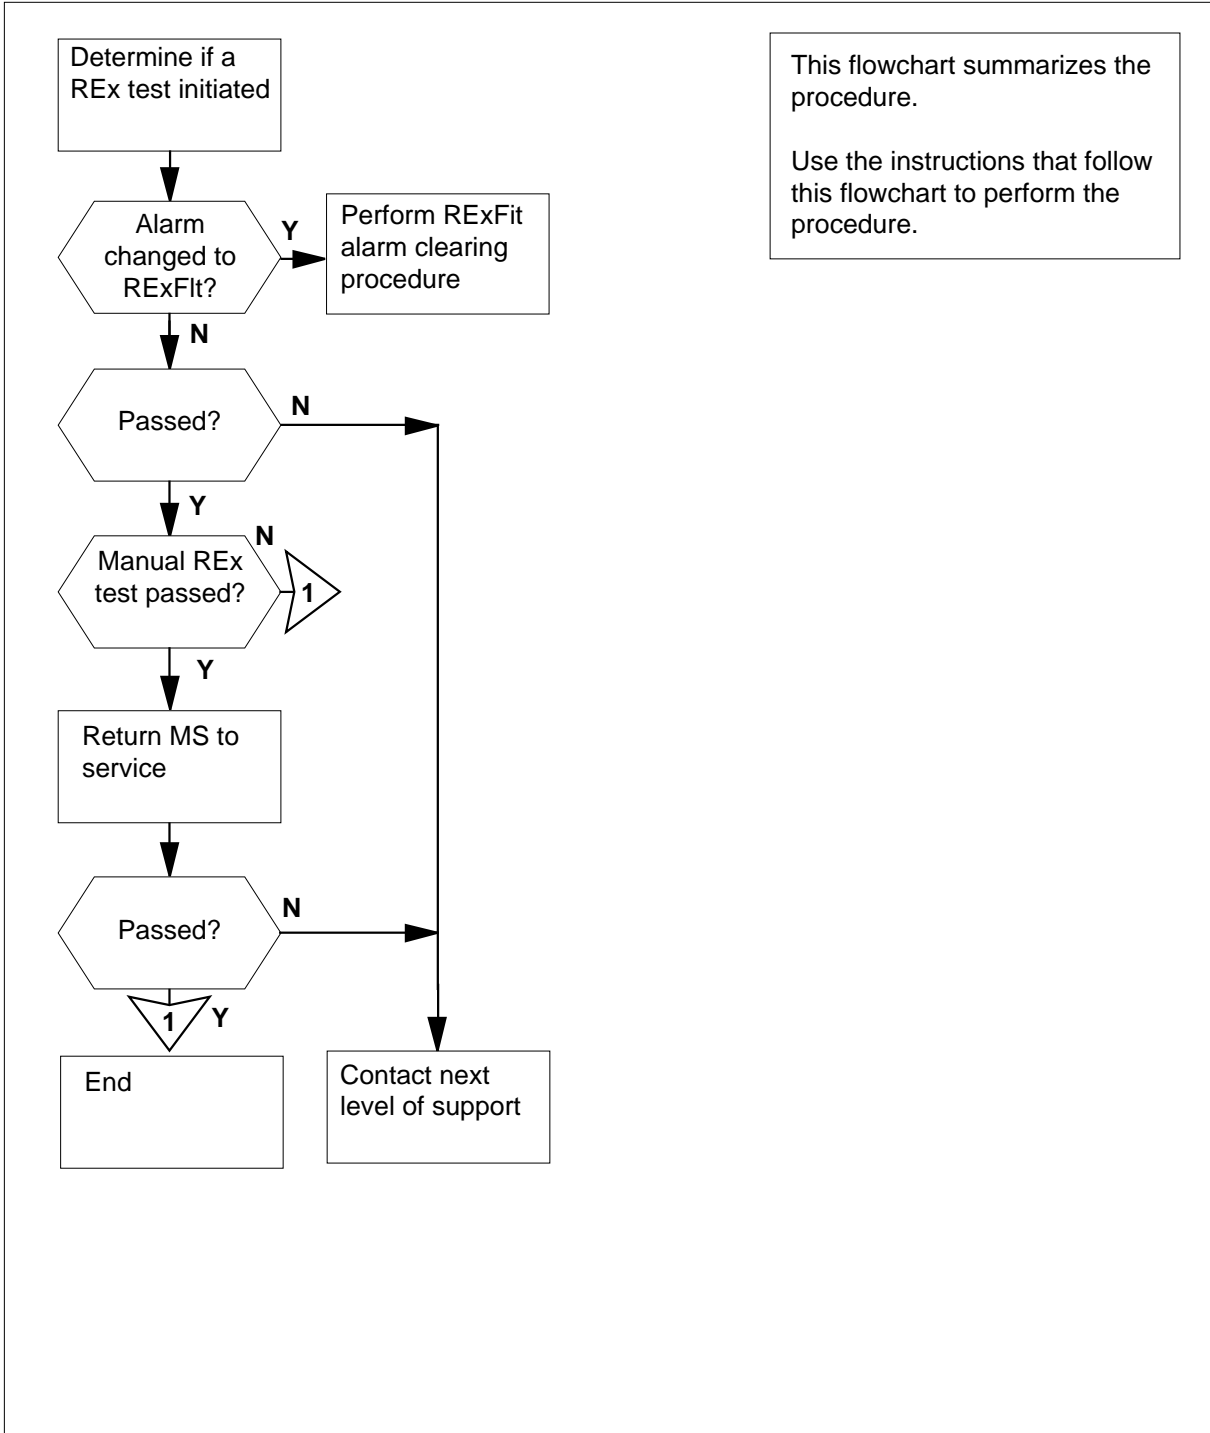 Determine if a
REx test initiated
This flowchart summarizes the
procedure.
Use the instructions that follow
this flowchart to perform the
procedure.
Alarm
changed to
RExFlt?
Y
Perform RExFit
alarm clearing
procedure
N
Passed?
N
Y
N
Manual REx
test passed?
1
Y
Return MS to
service
Passed?
N
1
Y
End
Contact next
level of support